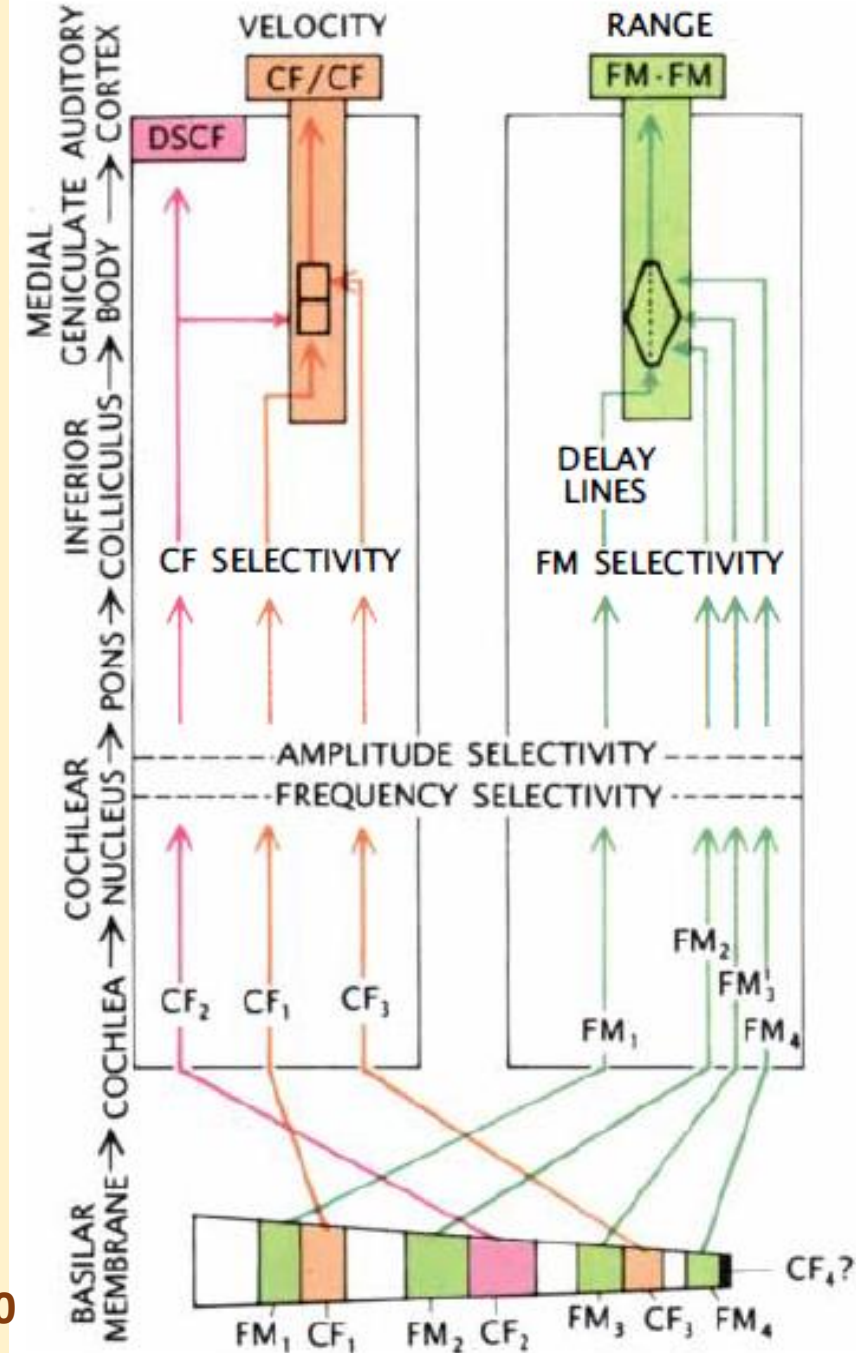 VELOCITY
RANGE
CF/CF
FM-FM
DSCF
DELAY
LINES
CF SELECTIVITY
FM SELECTIVITY
AMPLITUDE SELECTIVITY
FREQUENCY SELECTIVITY
CF₂
CF₁
CF₃
FM₁
FM₂
FM₃'
FM₄
CF₄?
FM₁ CF₁
FM₂ CF₂
FM₃ CF₃
FM₄
BASILAR
MEMBRANE → COCHLEA →
COCHLEAR
NUCLEUS → PONS →
INFERIOR
COLLICULUS →
MEDIAL
GENICULATE
BODY →
AUDITORY
CORTEX
0